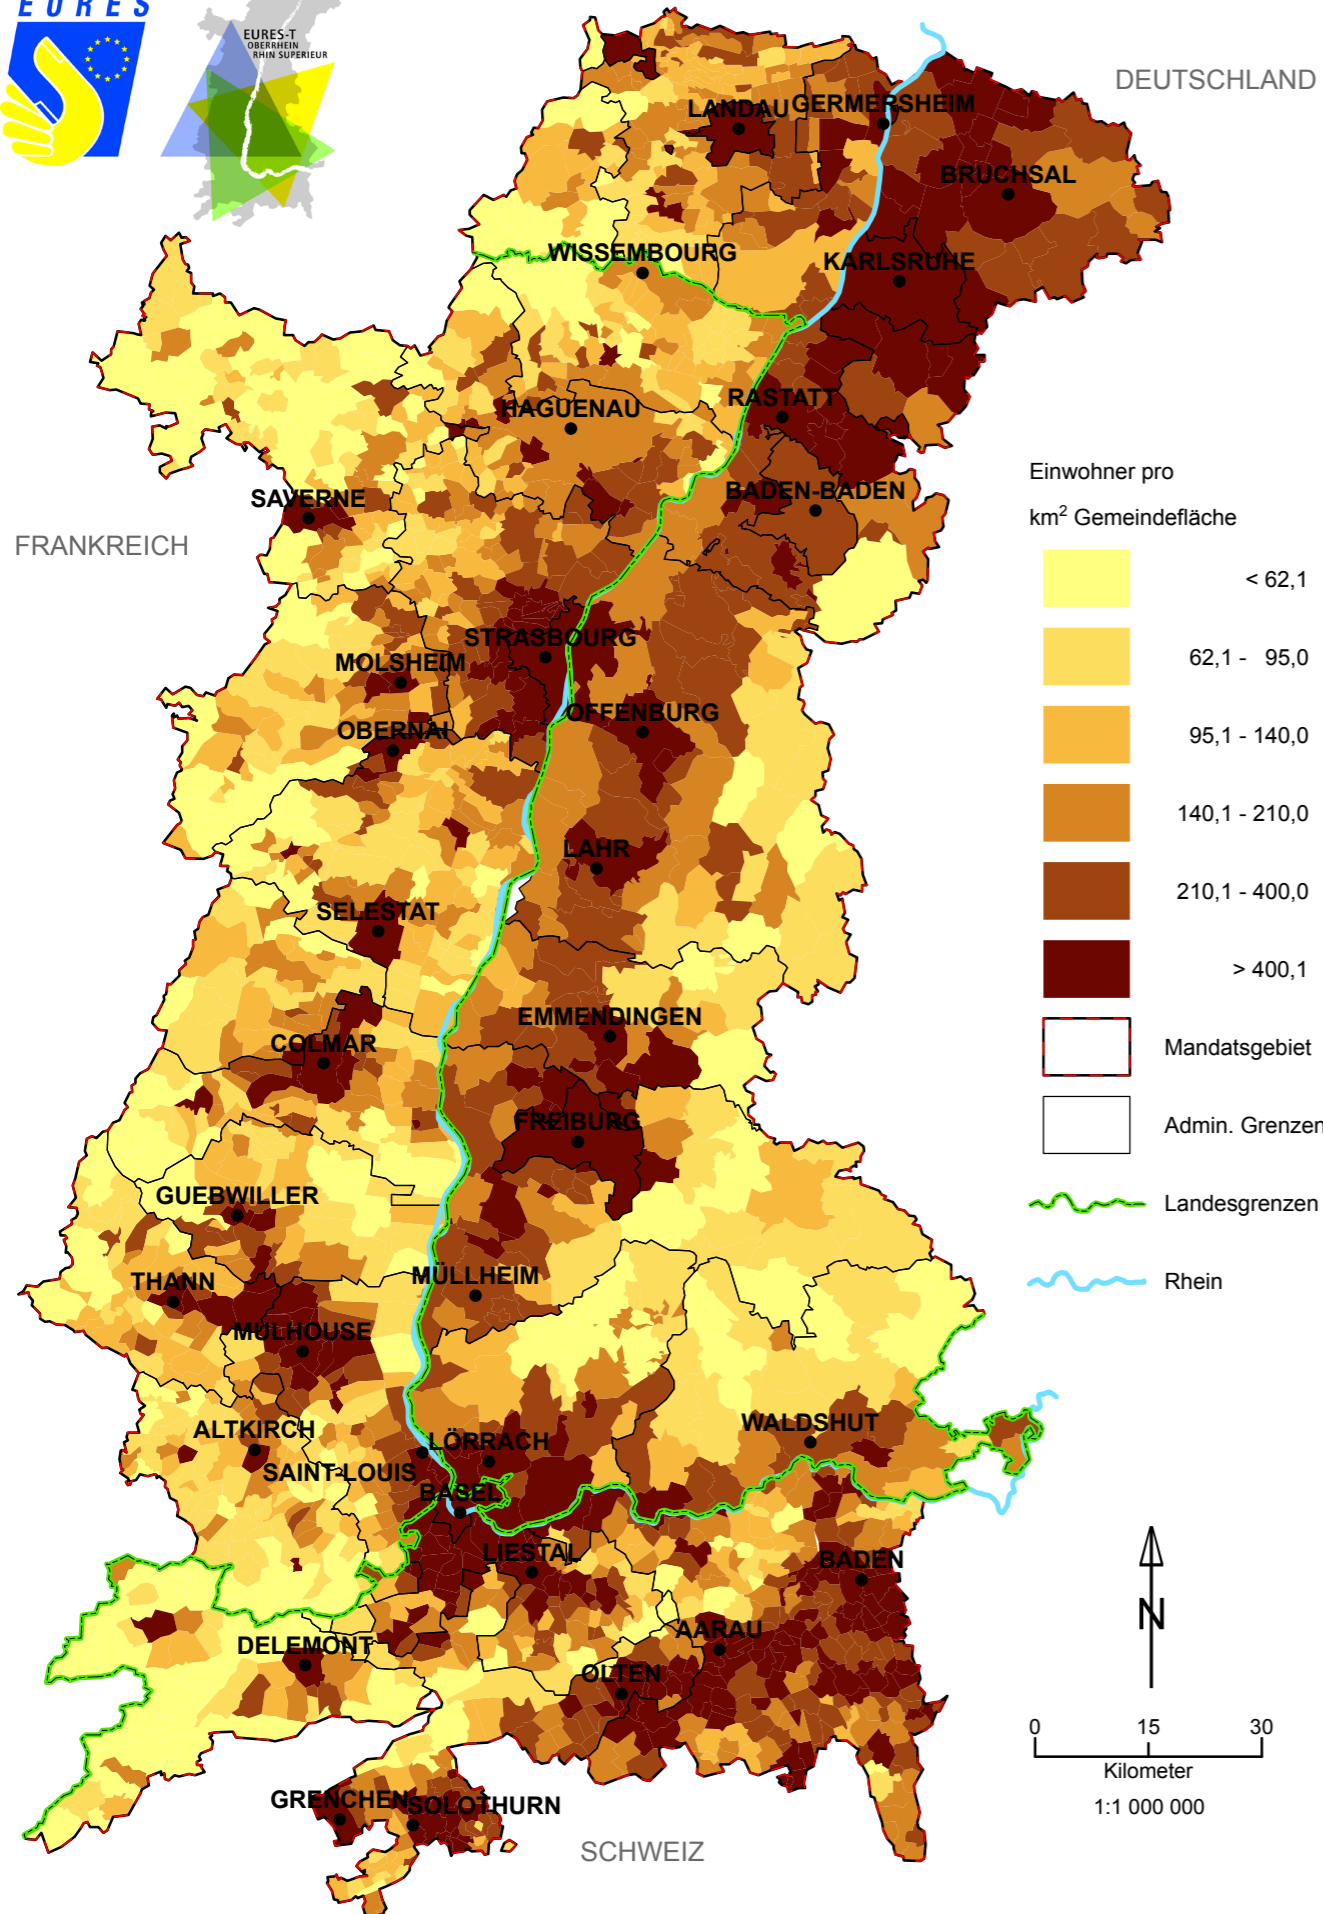 EURES
EURES-T
OBERRHEIN
RHIN SUPERIEUR
DEUTSCHLAND
LANDAU
GERMERSHEIM
BRUCHSAL
WISSEMBOURG
KARLSRUHE
RASTATT
HAGUENAU
BADEN-BADEN
SAVERNE
FRANKREICH
STRASBOURG
MOLSHEIM
OFFENBURG
OBERNAI
LAHR
SELESTAT
EMMENDINGEN
COLMAR
FREIBURG
GUEBWILLER
MÜLLHEIM
THANN
MULHOUSE
ALTKIRCH
LÖRRACH
WALDSHUT
SAINT-LOUIS
BASEL
LIESTAL
BADEN
AARAU
DELEMONT
OLTEN
GRENCHEN
SOLOTHURN
SCHWEIZ
Einwohner pro
km² Gemeindefläche
< 62,1
62,1 - 95,0
95,1 - 140,0
140,1 - 210,0
210,1 - 400,0
> 400,1
Mandatsgebiet
Admin. Grenzen
Landesgrenzen
Rhein
N
0 15 30
Kilometer
1:1 000 000